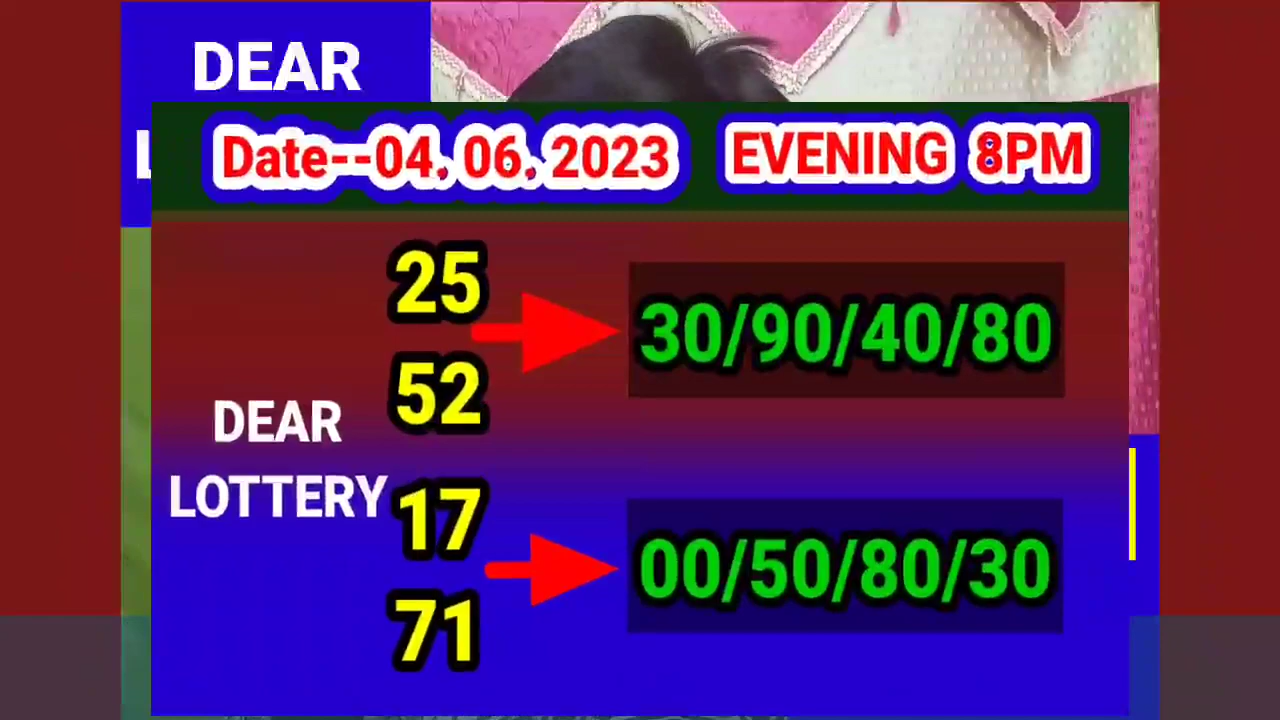 DEAR
L
Date--04.06.2023 EVENING 8PM
25
52
30/90/40/80
DEAR
LOTTERY
17
71
00/50/80/30